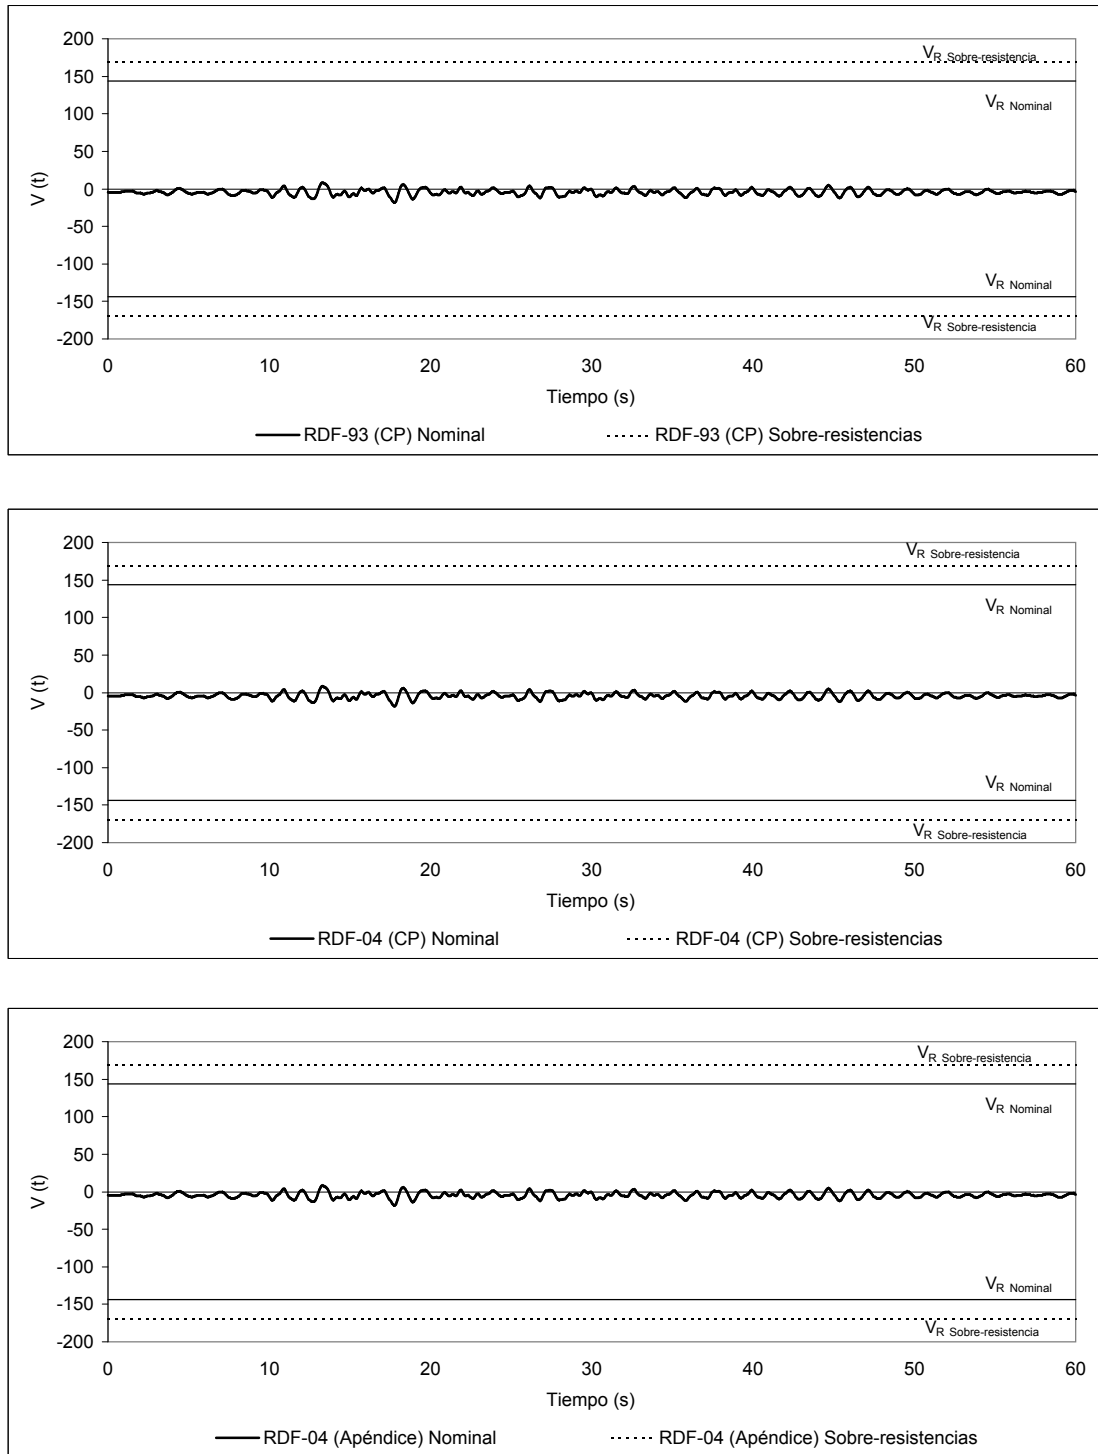 200
V_R Sobre-resistencia
150
V_R Nominal
100
50
V (t)
0
-50
-100
V_R Nominal
-150
V_R Sobre-resistencia
-200
0 10 20 30 40 50 60
Tiempo (s)
RDF-93 (CP) Nominal RDF-93 (CP) Sobre-resistencias
200
V_R Sobre-resistencia
150
V_R Nominal
100
50
V (t)
0
-50
-100
V_R Nominal
-150
V_R Sobre-resistencia
-200
0 10 20 30 40 50 60
Tiempo (s)
RDF-04 (CP) Nominal RDF-04 (CP) Sobre-resistencias
200
V_R Sobre-resistencia
150
V_R Nominal
100
50
V (t)
0
-50
-100
V_R Nominal
-150
V_R Sobre-resistencia
-200
0 10 20 30 40 50 60
Tiempo (s)
RDF-04 (Apéndice) Nominal RDF-04 (Apéndice) Sobre-resistencias